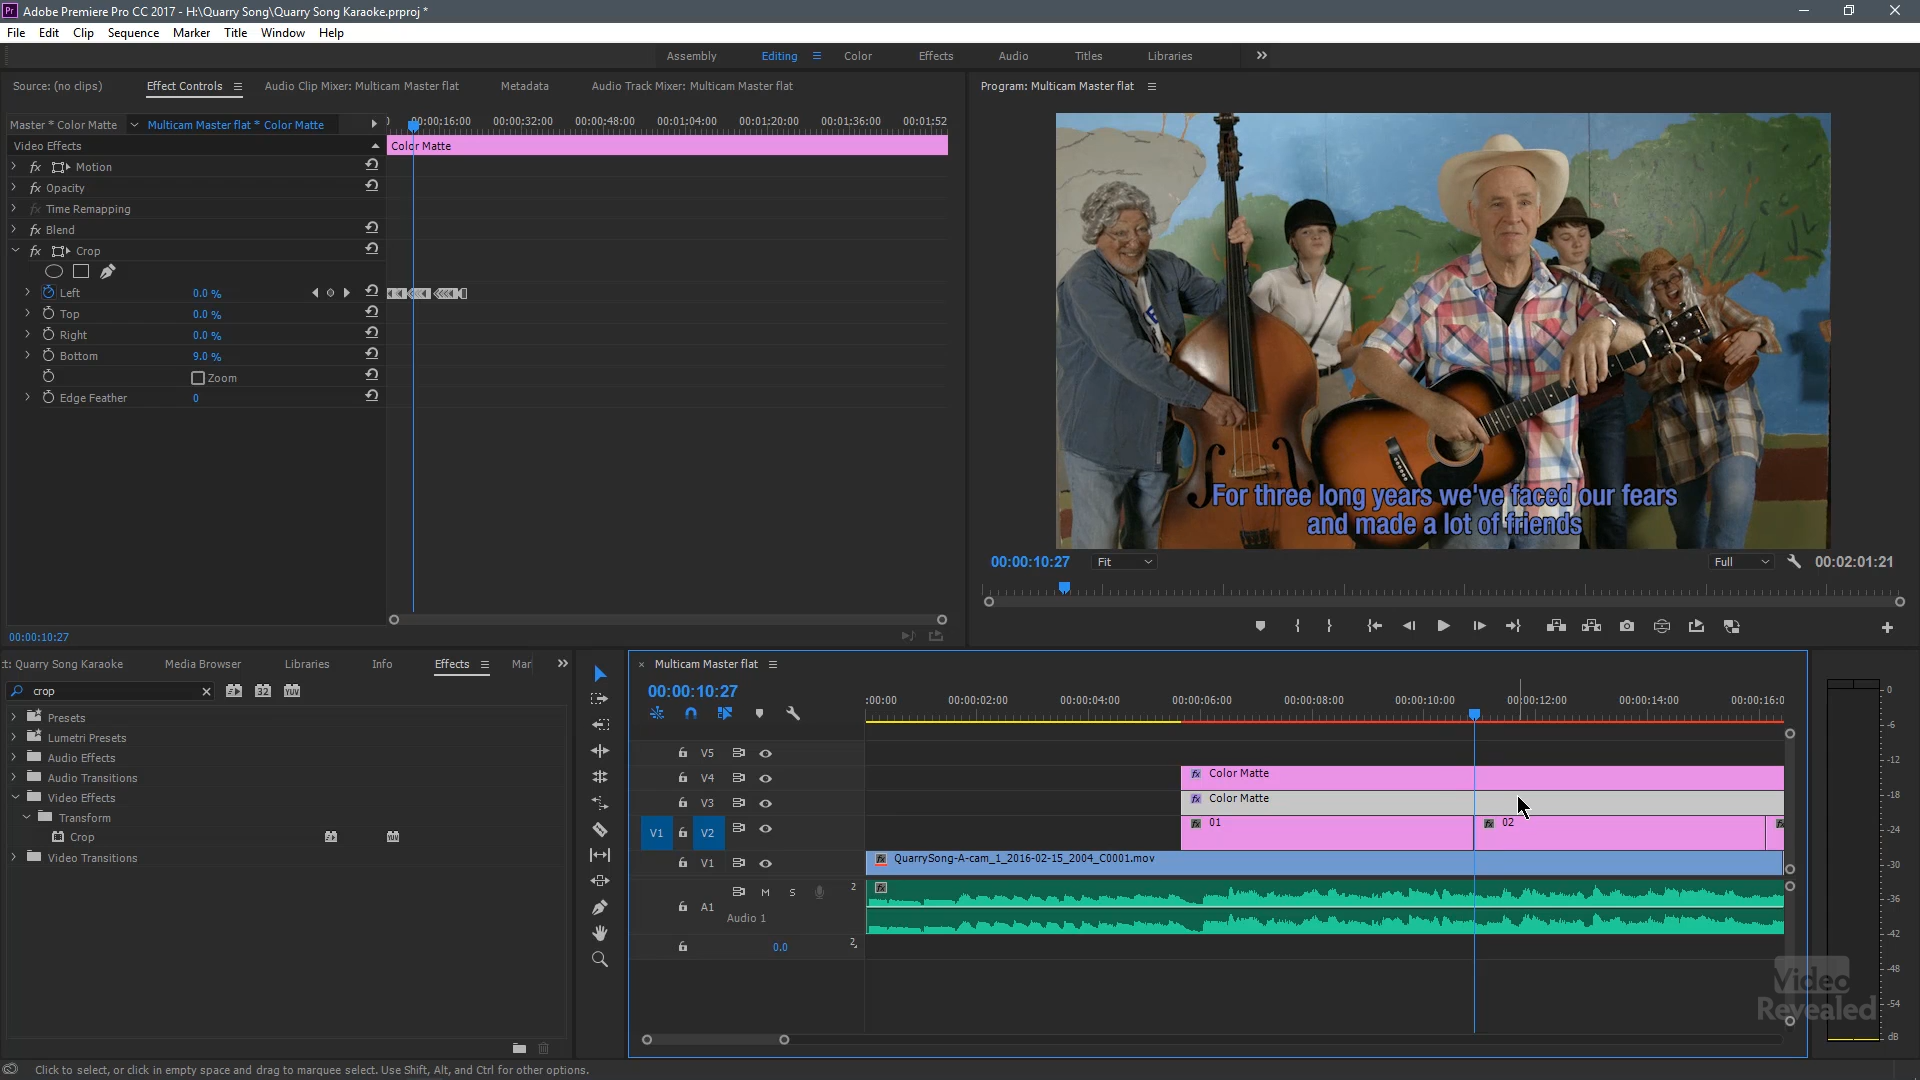 Pr Adobe Premiere Pro CC 2017 - H:\Quarry Song\Quarry Song Karaoke.prproj *
File Edit Clip Sequence Marker Title Window Help
Assembly Editing Color Effects Audio Titles Libraries
Source: (no clips) Effect Controls Audio Clip Mixer: Multicam Master flat Metadata Audio Track Mixer: Multicam Master flat
Program: Multicam Master flat
Master * Color Matte Multicam Master flat * Color Matte
00:00:16:00 00:00:32:00 00:00:48:00 00:01:04:00 00:01:20:00 00:01:36:00 00:01:52
Video Effects Color Matte
fx Motion
fx Opacity
fx Time Remapping
fx Blend
fx Crop
Left 0.0 %
Top 0.0 %
Right 0.0 %
Bottom 9.0 %
Zoom
Edge Feather 0
For three long years we've faced our fears
and made a lot of friends
00:00:10:27 Fit Full 00:02:01:21
00:00:10:27
ct: Quarry Song Karaoke Media Browser Libraries Info Effects Mar
crop 32 YUV
Presets
Lumetri Presets
Audio Effects
Audio Transitions
Video Effects
Transform
Crop
Video Transitions
Multicam Master flat
00:00:10:27
:00:00 00:00:02:00 00:00:04:00 00:00:06:00 00:00:08:00 00:00:10:00 00:00:12:00 00:00:14:00 00:00:16:0
V5
V4 fx Color Matte
V3 fx Color Matte
V1 V2 fx 01 fx 02 fx
V1 fx QuarrySong-A-cam_1_2016-02-15_2004_C0001.mov
A1 M S 2 fx
Audio 1
0.0 2
0
-6
-12
-18
-24
-30
-36
-42
-48
-54
dB
Video
Revealed
Click to select, or click in empty space and drag to marquee select. Use Shift, Alt, and Ctrl for other options.